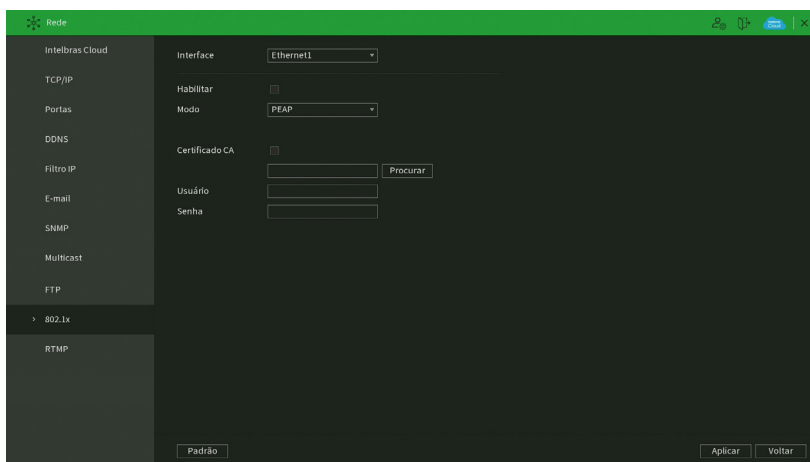 Rede
Cloud
Intelbras Cloud
TCP/IP
Portas
DDNS
Filtro IP
E-mail
SNMP
Multicast
FTP
> 802.1x
RTMP
Interface Ethernet1
Habilitar
Modo PEAP
Certificado CA
Procurar
Usuário
Senha
Padrão Aplicar Voltar